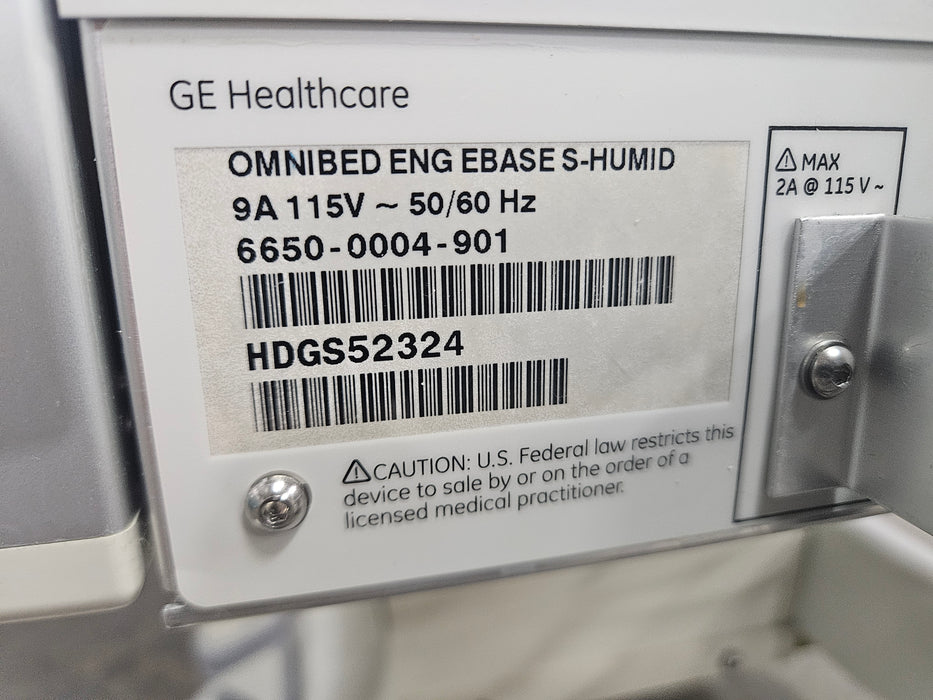 GE Healthcare
OMNIBED ENG EBASE S-HUMID
9A 115V ~ 50/60 Hz
6650-0004-901
HDGS52324
⚠CAUTION: U.S. Federal law restricts this
device to sale by or on the order of a
licensed medical practitioner.
⚠ MAX
2A @ 115 V ~